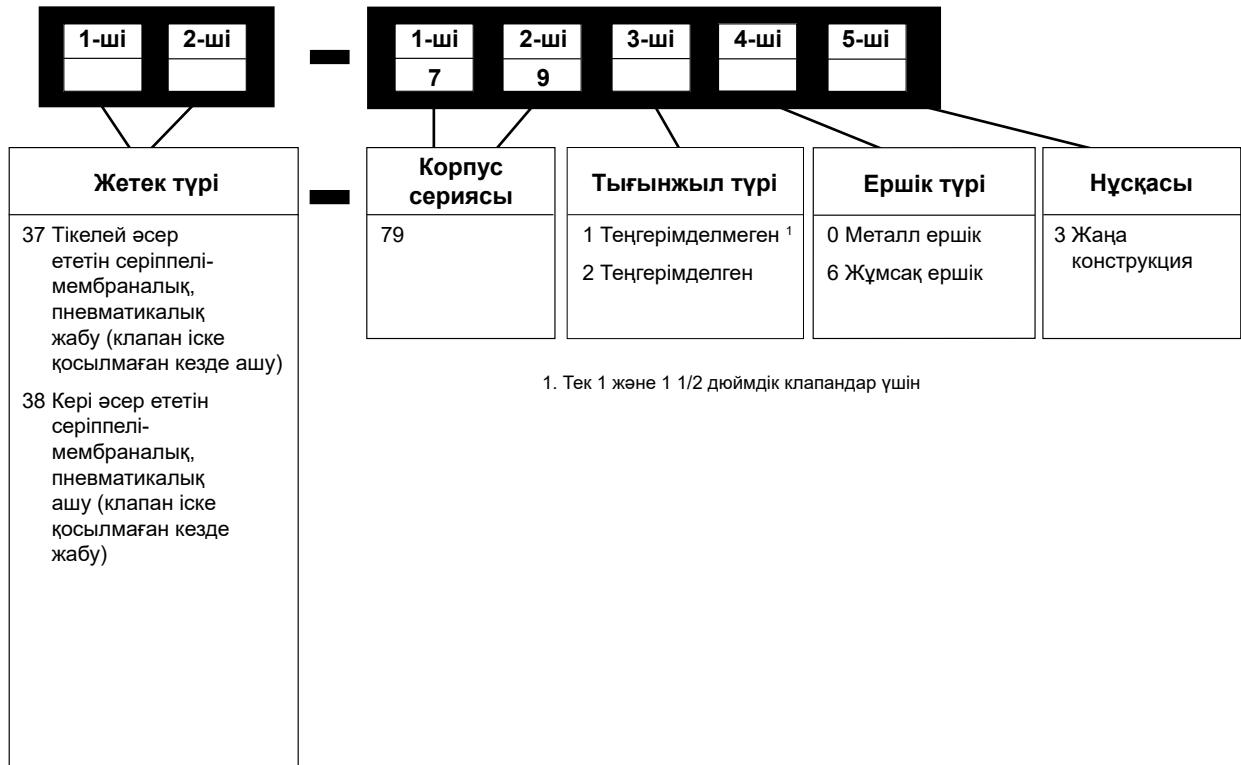 1-ші 2-ші 1-ші 2-ші 3-ші 4-ші 5-ші
7 9
Жетек түрі
37 Тікелей әсер
ететін серіппелі-
мембраналық,
пневматикалық
жабу (клапан іске
қосылмаған кезде ашу)
38 Кері әсер ететін
серіппелі-
мембраналық,
пневматикалық
ашу (клапан іске
қосылмаған кезде
жабу)
Корпус
сериясы
79
Тығынжыл түрі
1 Теңгерімделмеген ¹
2 Теңгерімделген
Ершік түрі
0 Металл ершік
6 Жұмсақ ершік
Нұсқасы
3 Жаңа
конструкция
1. Тек 1 және 1 1/2 дюймдік клапандар үшін